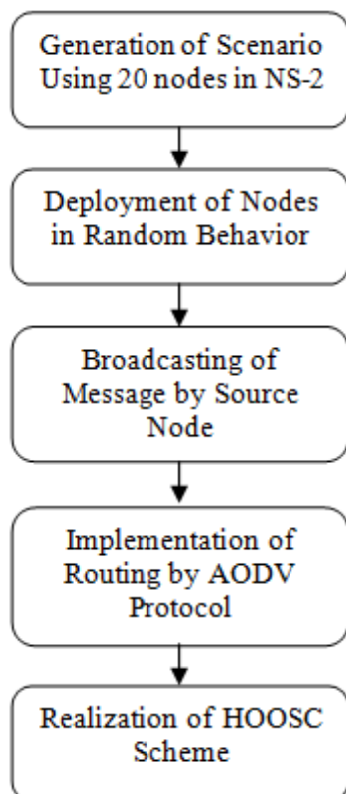 Generation of Scenario
Using 20 nodes in NS-2
Deployment of Nodes
in Random Behavior
Broadcasting of
Message by Source
Node
Implementation of
Routing by AODV
Protocol
Realization of HOOSC
Scheme